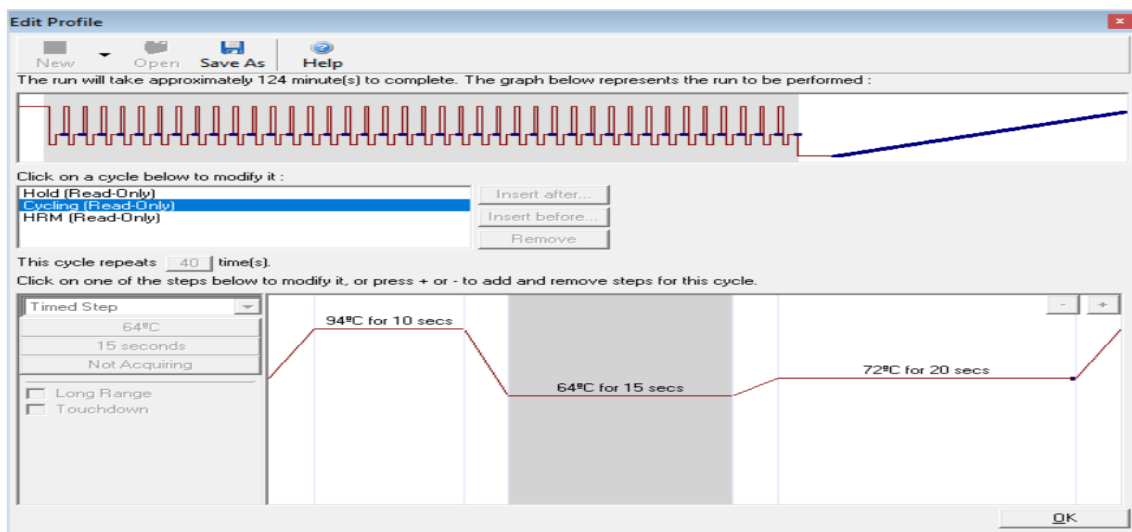 Edit Profile
New Open Save As Help
The run will take approximately 124 minute(s) to complete. The graph below represents the run to be performed :
Click on a cycle below to modify it :
Hold (Read-Only)
Cycling (Read-Only)
HRM (Read-Only)
Insert after...
Insert before...
Remove
This cycle repeats 40 time(s).
Click on one of the steps below to modify it, or press + or - to add and remove steps for this cycle.
Timed Step
64ºC
15 seconds
Not Acquiring
Long Range
Touchdown
- +
94ºC for 10 secs
64ºC for 15 secs
72ºC for 20 secs
OK